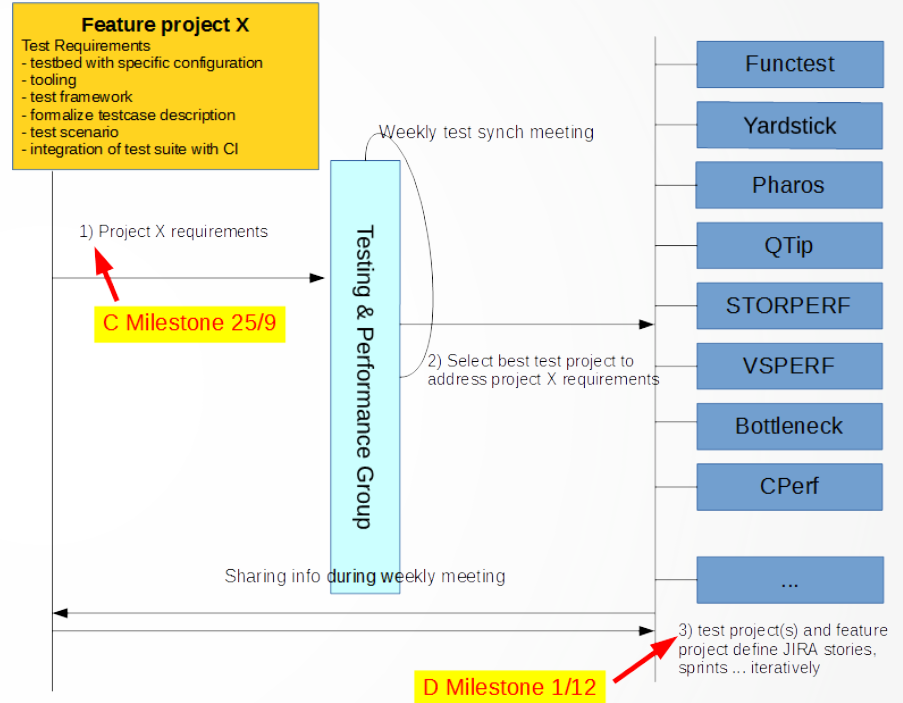 Feature project X
Test Requirements
- testbed with specific configuration
- tooling
- test framework
- formalize testcase description
- test scenario
- integration of test suite with CI
Functest
Yardstick
Pharos
QTip
STORPERF
VSPERF
Bottleneck
CPerf
...
Weekly test synch meeting
1) Project X requirements
C Milestone 25/9
Testing & Performance Group
2) Select best test project to
address project X requirements
Sharing info during weekly meeting
3) test project(s) and feature
project define JIRA stories,
sprints ... iteratively
D Milestone 1/12